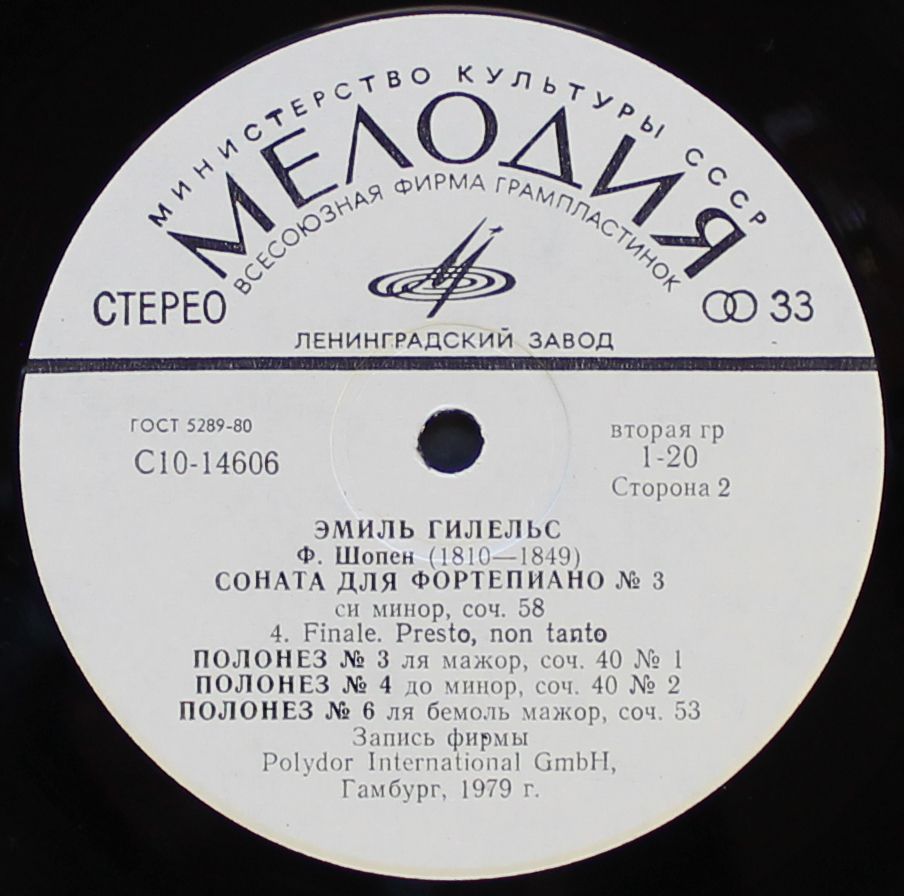 МИНИСТЕРСТВО КУЛЬТУРЫ СССР
МЕЛОДИЯ
ВСЕСОЮЗНАЯ ФИРМА ГРАМПЛАСТИНОК
СТЕРЕО
33
ЛЕНИНГРАДСКИЙ ЗАВОД
ГОСТ 5289-80
С10-14606
вторая гр
1-20
Сторона 2
ЭМИЛЬ ГИЛЕЛЬС
Ф. Шопен (1810—1849)
СОНАТА ДЛЯ ФОРТЕПИАНО № 3
си минор, соч. 58
4. Finale. Presto, non tanto
ПОЛОНЕЗ № 3 ля мажор, соч. 40 № 1
ПОЛОНЕЗ № 4 до минор, соч. 40 № 2
ПОЛОНЕЗ № 6 ля бемоль мажор, соч. 53
Запись фирмы
Polydor International GmbH,
Гамбург, 1979 г.